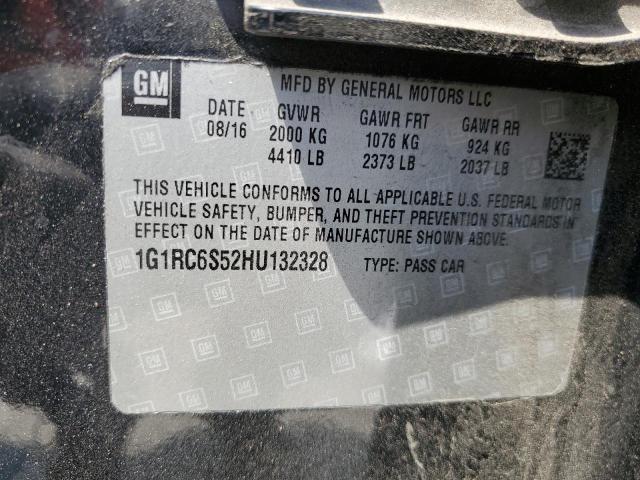 GM MFD BY GENERAL MOTORS LLC
DATE GVWR GAWR FRT GAWR RR
08/16 2000 KG 1076 KG 924 KG
4410 LB 2373 LB 2037 LB
THIS VEHICLE CONFORMS TO ALL APPLICABLE U.S. FEDERAL MOTOR
VEHICLE SAFETY, BUMPER, AND THEFT PREVENTION STANDARDS IN
EFFECT ON THE DATE OF MANUFACTURE SHOWN ABOVE.
1G1RC6S52HU132328 TYPE: PASS CAR